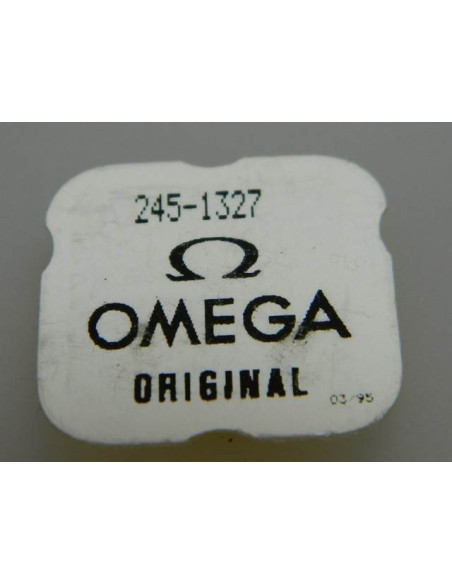 245-1327
Ω
OMEGA
ORIGINAL
03/95